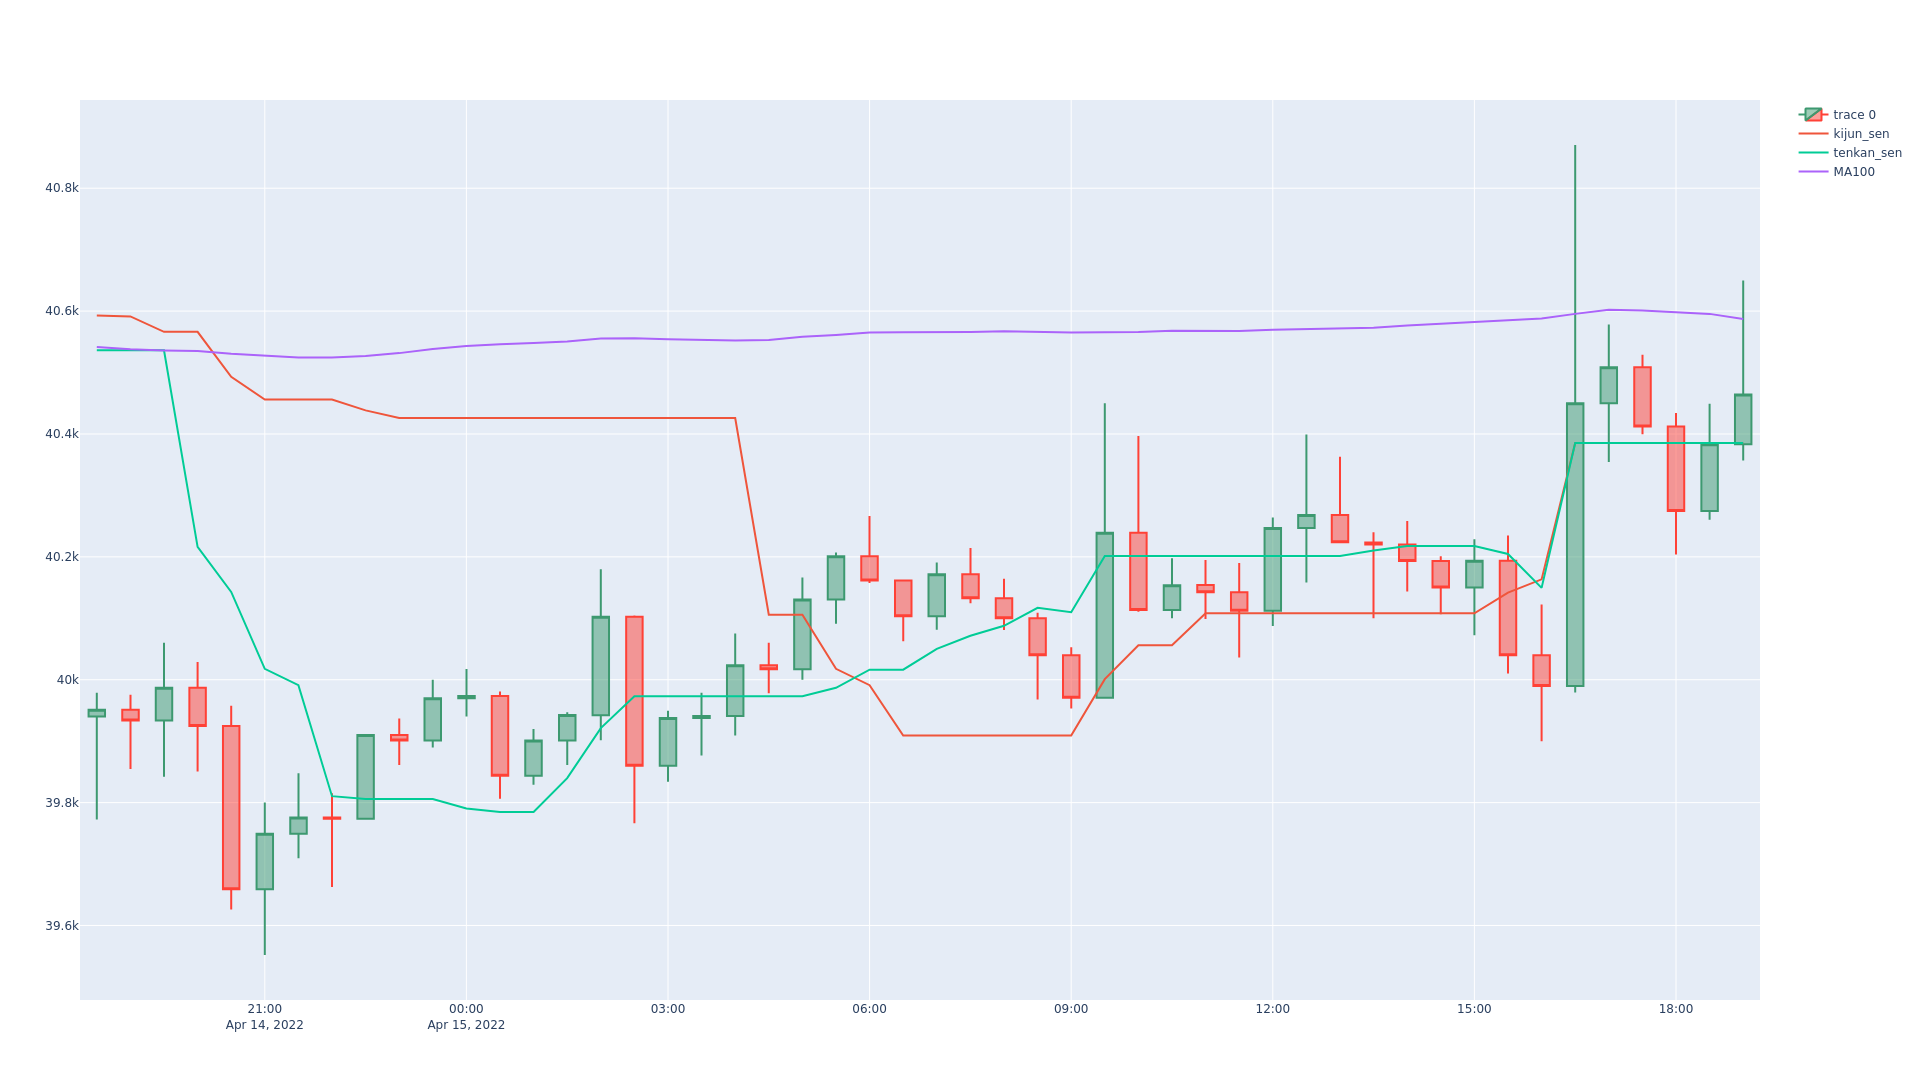 trace 0
kijun_sen
tenkan_sen
MA100
40.8k
40.6k
40.4k
40.2k
40k
39.8k
39.6k
21:00 00:00 03:00 06:00 09:00 12:00 15:00 18:00
Apr 14, 2022 Apr 15, 2022